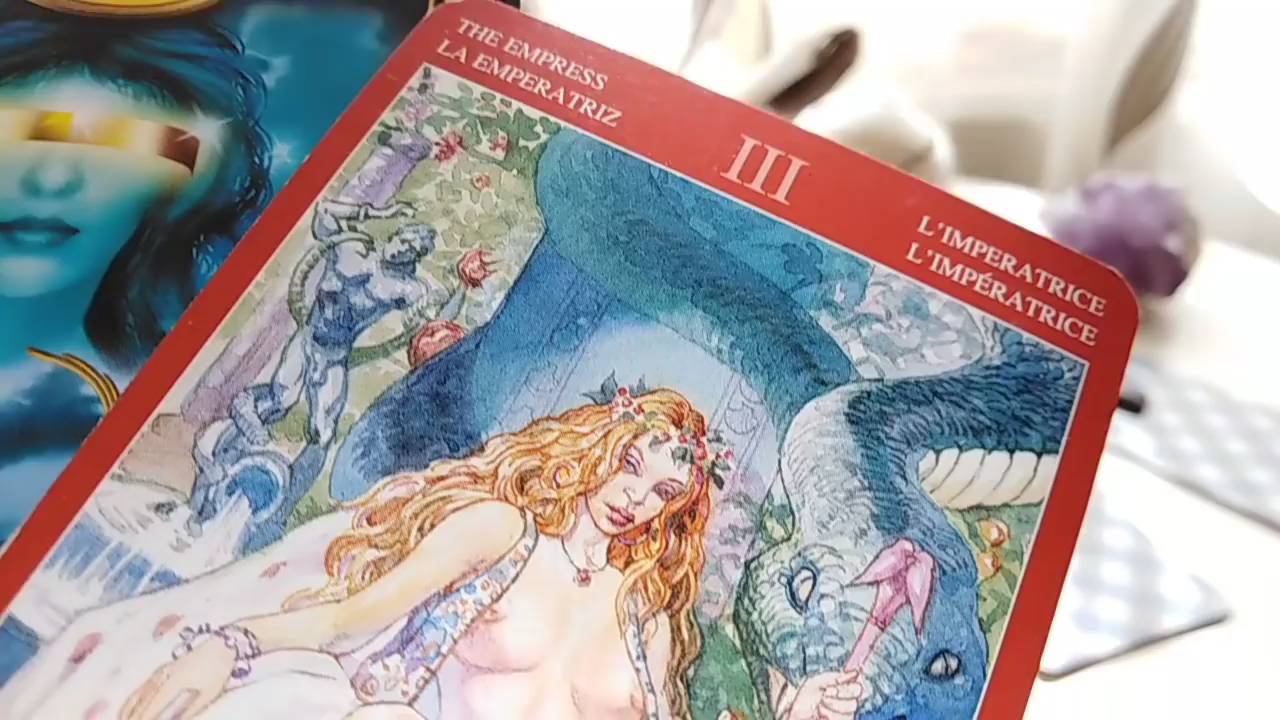 THE EMPRESS
LA EMPERATRIZ
III
L'IMPERATRICE
L'IMPÉRATRICE